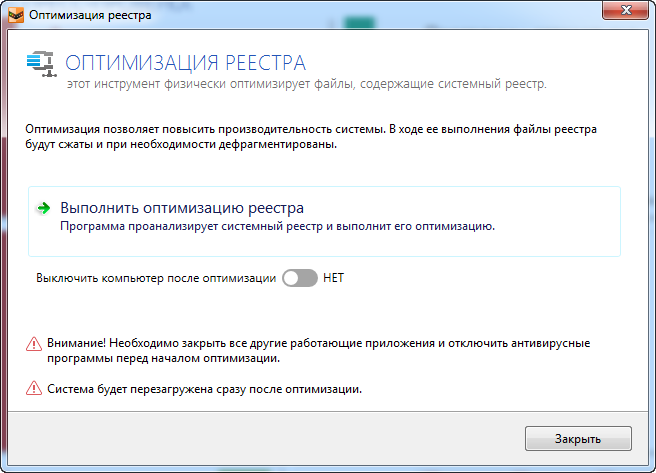 Оптимизация реестра
ОПТИМИЗАЦИЯ РЕЕСТРА
этот инструмент физически оптимизирует файлы, содержащие системный реестр.
Оптимизация позволяет повысить производительность системы. В ходе ее выполнения файлы реестра
будут сжаты и при необходимости дефрагментированы.
Выполнить оптимизацию реестра
Программа проанализирует системный реестр и выполнит его оптимизацию.
Выключить компьютер после оптимизации НЕТ
Внимание! Необходимо закрыть все другие работающие приложения и отключить антивирусные
программы перед началом оптимизации.
Система будет перезагружена сразу после оптимизации.
Закрыть